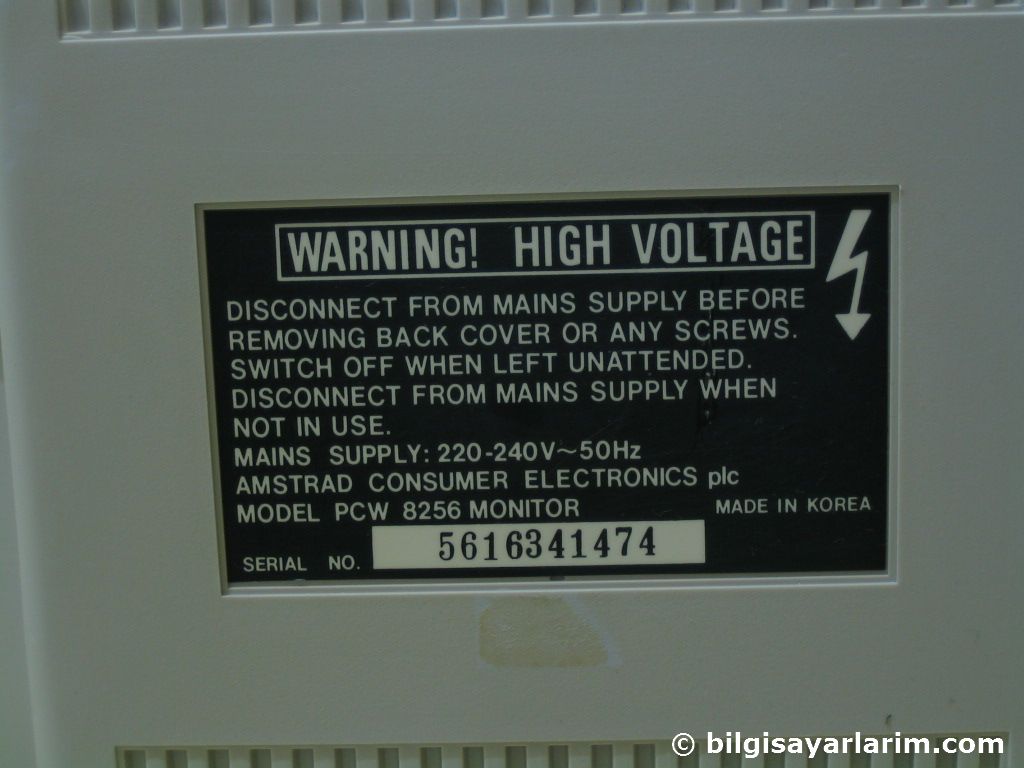 WARNING! HIGH VOLTAGE
DISCONNECT FROM MAINS SUPPLY BEFORE
REMOVING BACK COVER OR ANY SCREWS.
SWITCH OFF WHEN LEFT UNATTENDED.
DISCONNECT FROM MAINS SUPPLY WHEN
NOT IN USE.
MAINS SUPPLY: 220-240V~50Hz
AMSTRAD CONSUMER ELECTRONICS plc
MODEL PCW 8256 MONITOR MADE IN KOREA
SERIAL NO. 5616341474
© bilgisayarlarim.com